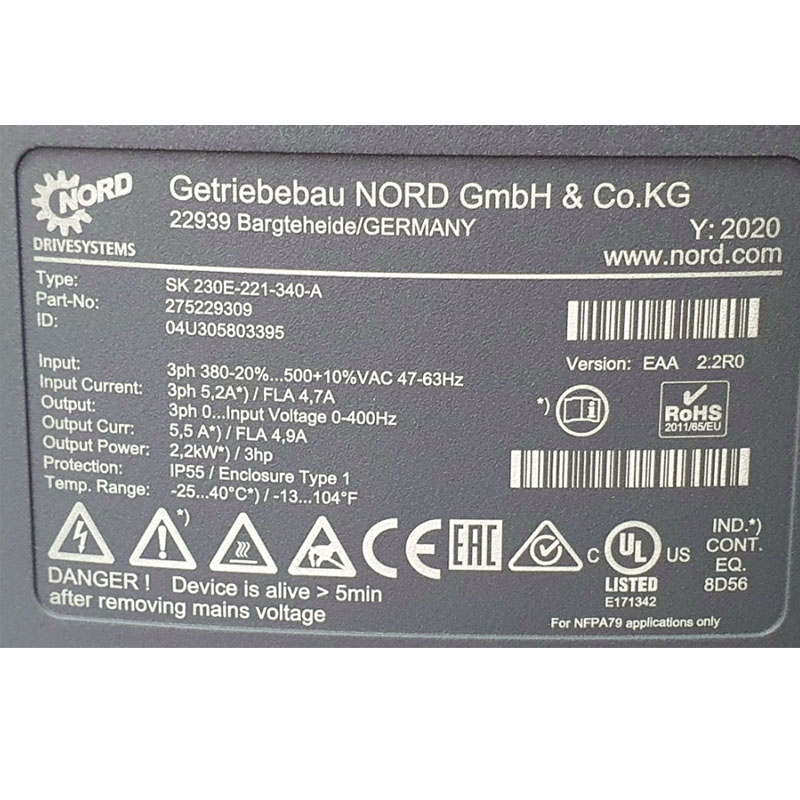 NORD
DRIVESYSTEMS
Getriebebau NORD GmbH & Co.KG
22939 Bargteheide/GERMANY
Y: 2020
www.nord.com
Type: SK 230E-221-340-A
Part-No: 275229309
ID: 04U305803395
Input: 3ph 380-20%...500+10%VAC 47-63Hz
Input Current: 3ph 5,2A*) / FLA 4,7A
Output: 3ph 0...Input Voltage 0-400Hz
Output Curr: 5,5 A*) / FLA 4,9A
Output Power: 2,2kW*) / 3hp
Protection: IP55 / Enclosure Type 1
Temp. Range: -25...40°C*) / -13...104°F
Version: EAA 2.2R0
*)
i
RoHS
2011/65/EU
*)
CE
EAC
C UL US
LISTED
E171342
IND.*)
CONT.
EQ.
8D56
DANGER ! Device is alive > 5min
after removing mains voltage
For NFPA79 applications only